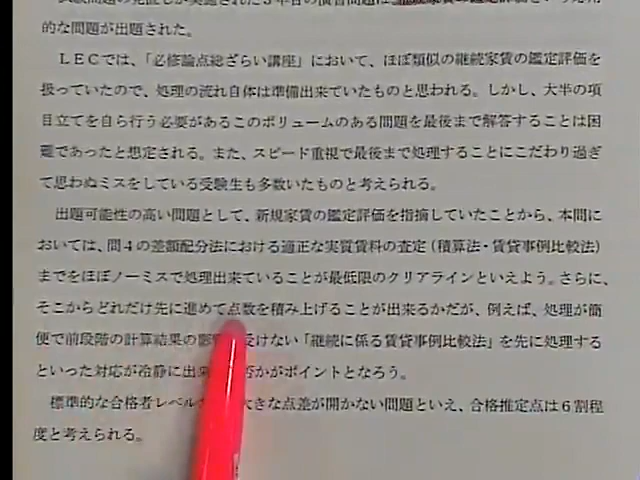 的な問題が出題された。
LECでは、「必修論点総ざらい講座」において、ほぼ類似の継続家賃の鑑定評価を
扱っていたので、処理の流れ自体は準備出来ていたものと思われる。しかし、大半の項
目立てを自ら行う必要があるこのボリュームのある問題を最後まで解答することは困
難であったと想定される。また、スピード重視で最後まで処理することにこだわり過ぎ
て思わぬミスをしている受験生も多数いたものと考えられる。
出題可能性の高い問題として、新規家賃の鑑定評価を指摘していたことから、本問に
おいては、問4の差額配分法における適正な実質賃料の査定（積算法・賃貸事例比較法）
までをほぼノーミスで処理出来ていることが最低限のクリアラインといえよう。さらに、
そこからどれだけ先に進めて点数を積み上げることが出来るかだが、例えば、処理が簡
便で前段階の計算結果の影 受けない「継続に係る賃貸事例比較法」を先に処理する
といった対応が冷静に出来 否かがポイントとなろう。
標準的な合格者レベル 大きな点差が開かない問題といえ、合格推定点は6割程
度と考えられる。